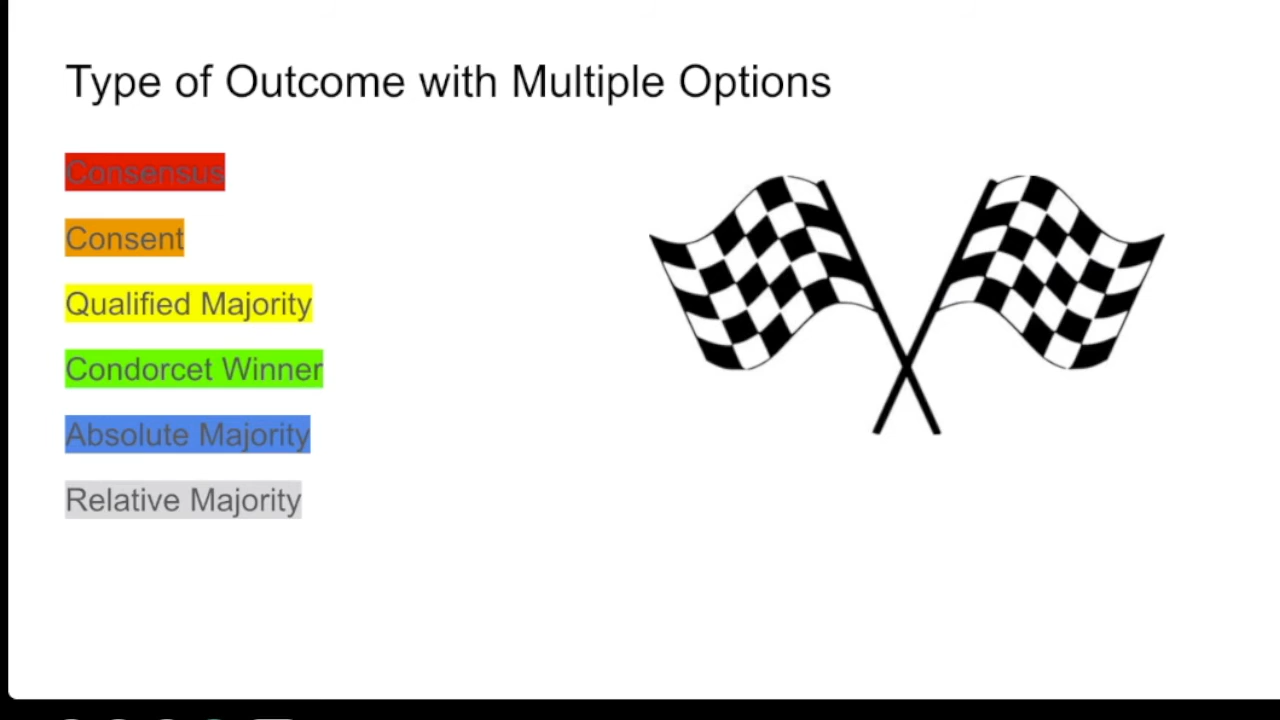 Type of Outcome with Multiple Options
Consensus
Consent
Qualified Majority
Condorcet Winner
Absolute Majority
Relative Majority